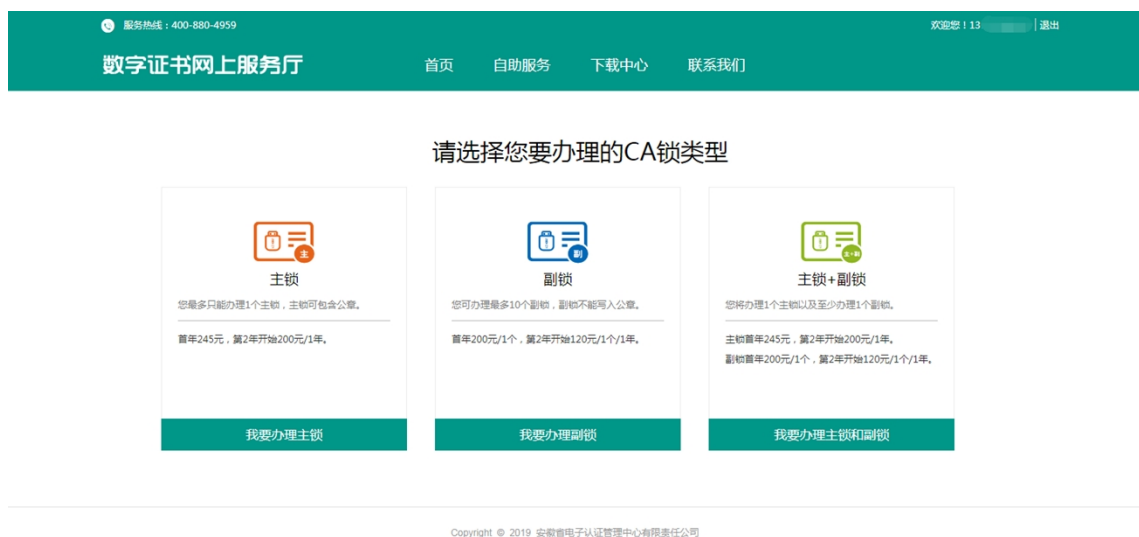 服务热线：400-880-4959
欢迎您！13 | 退出
数字证书网上服务厅
首页 自助服务 下载中心 联系我们
请选择您要办理的CA锁类型
主
主锁
您最多只能办理1个主锁，主锁可包含公章。
首年245元，第2年开始200元/1年。
我要办理主锁
副
副锁
您可办理最多10个副锁，副锁不能写入公章。
首年200元/1个，第2年开始120元/1个/1年。
我要办理副锁
主+副
主锁+副锁
您将办理1个主锁以及至少办理1个副锁。
主锁首年245元，第2年开始200元/1年。
副锁首年200元/1个，第2年开始120元/1个/1年。
我要办理主锁和副锁
Copyright © 2019 安徽省电子认证管理中心有限责任公司